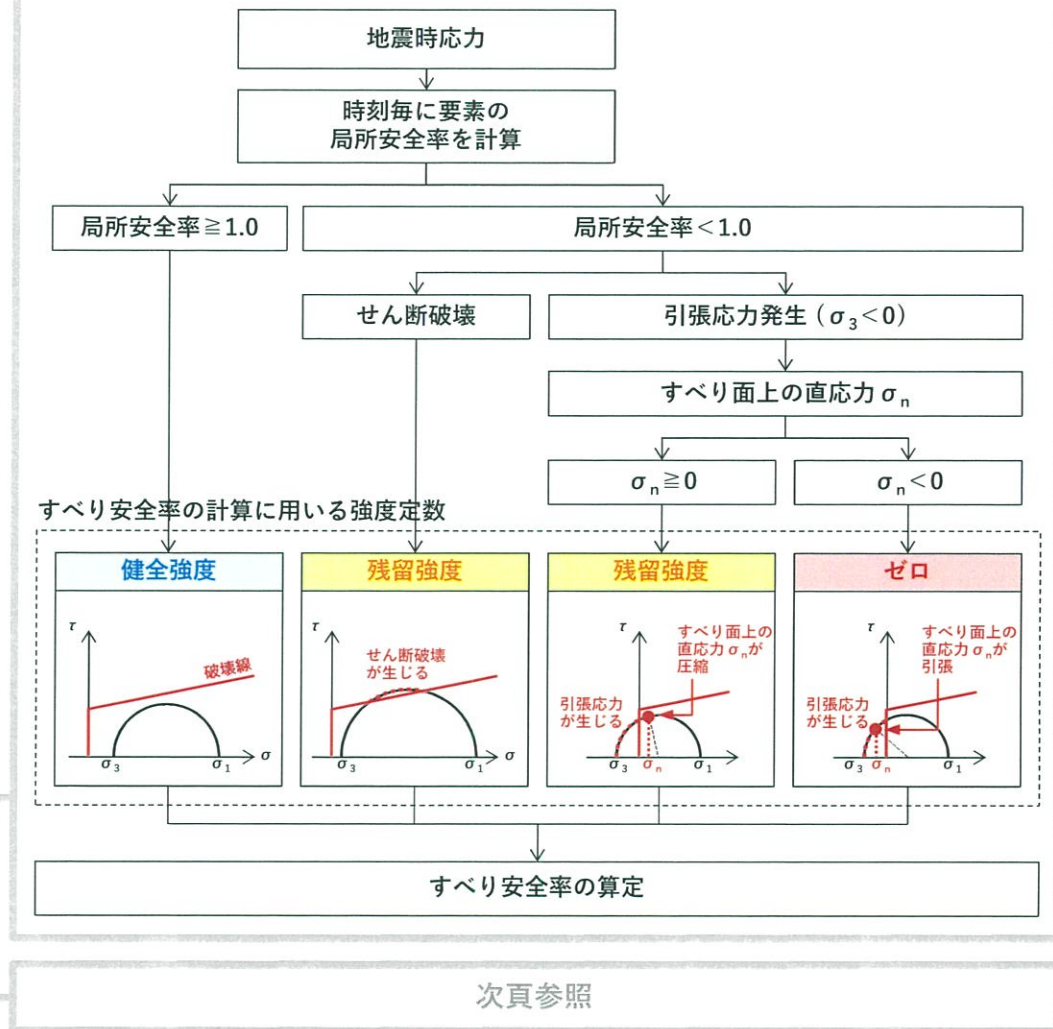 地震時応力
時刻毎に要素の
局所安全率を計算
局所安全率≧1.0
局所安全率<1.0
せん断破壊
引張応力発生(σ3<0)
すべり面上の直応力σn
σn≧0
σn<0
すべり安全率の計算に用いる強度定数
健全強度
残留強度
残留強度
ゼロ
τ
破壊線
σ3
σ1
σ
τ
せん断破壊
が生じる
σ3
σ1
σ
τ
すべり面上の
直応力σnが
圧縮
引張応力
が生じる
σ3
σn
σ1
τ
すべり面上の
直応力σnが
引張
引張応力
が生じる
σ3
σn
σ1
すべり安全率の算定
次頁参照